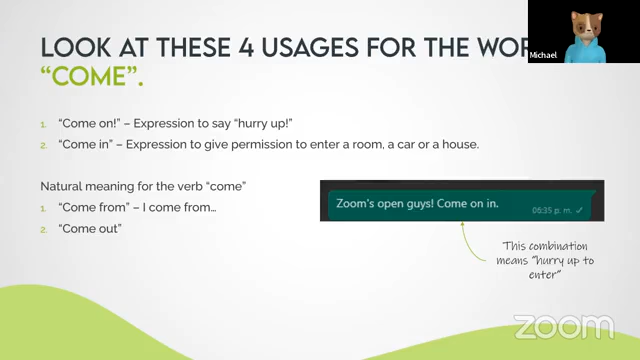 LOOK AT THESE 4 USAGES FOR THE
"COME".
1. "Come on!" – Expression to say "hurry up!"
2. "Come in" – Expression to give permission to enter a room, a car or a house.
Natural meaning for the verb "come"
1. "Come from" – I come from...
2. "Come out"
Zoom's open guys! Come on in.
06:35 p. m. ✓
This combination
means "hurry up to
enter"
Michael
zoom